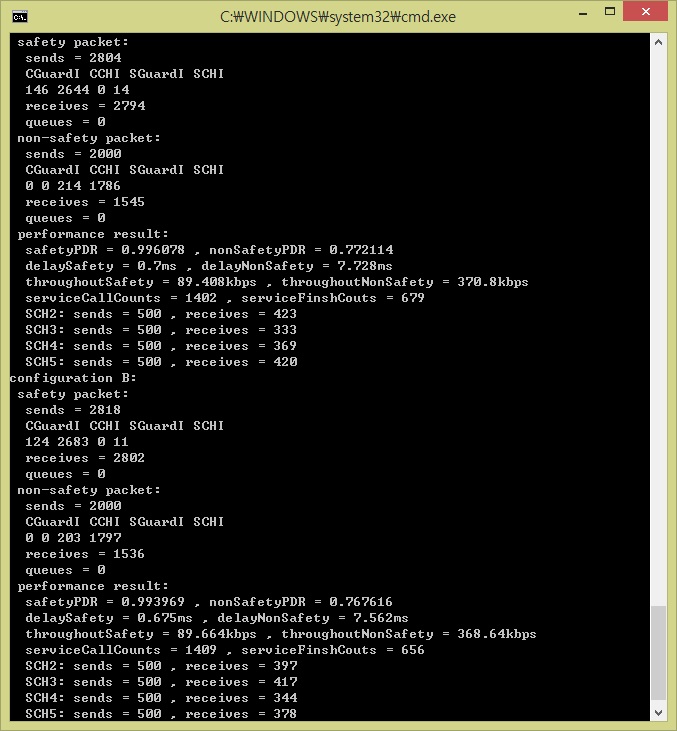 C:₩WINDOWS₩system32₩cmd.exe
safety packet:
sends = 2804
CGuardI CCHI SGuardI SCHI
146 2644 0 14
receives = 2794
queues = 0
non-safety packet:
sends = 2000
CGuardI CCHI SGuardI SCHI
0 0 214 1786
receives = 1545
queues = 0
performance result:
safetyPDR = 0.996078 , nonSafetyPDR = 0.772114
delaySafety = 0.7ms , delayNonSafety = 7.728ms
throughoutSafety = 89.408kbps , throughoutNonSafety = 370.8kbps
serviceCallCounts = 1402 , serviceFinshCouts = 679
SCH2: sends = 500 , receives = 423
SCH3: sends = 500 , receives = 333
SCH4: sends = 500 , receives = 369
SCH5: sends = 500 , receives = 420
configuration B:
safety packet:
sends = 2818
CGuardI CCHI SGuardI SCHI
124 2683 0 11
receives = 2802
queues = 0
non-safety packet:
sends = 2000
CGuardI CCHI SGuardI SCHI
0 0 203 1797
receives = 1536
queues = 0
performance result:
safetyPDR = 0.993969 , nonSafetyPDR = 0.767616
delaySafety = 0.675ms , delayNonSafety = 7.562ms
throughoutSafety = 89.664kbps , throughoutNonSafety = 368.64kbps
serviceCallCounts = 1409 , serviceFinshCouts = 656
SCH2: sends = 500 , receives = 397
SCH3: sends = 500 , receives = 417
SCH4: sends = 500 , receives = 344
SCH5: sends = 500 , receives = 378